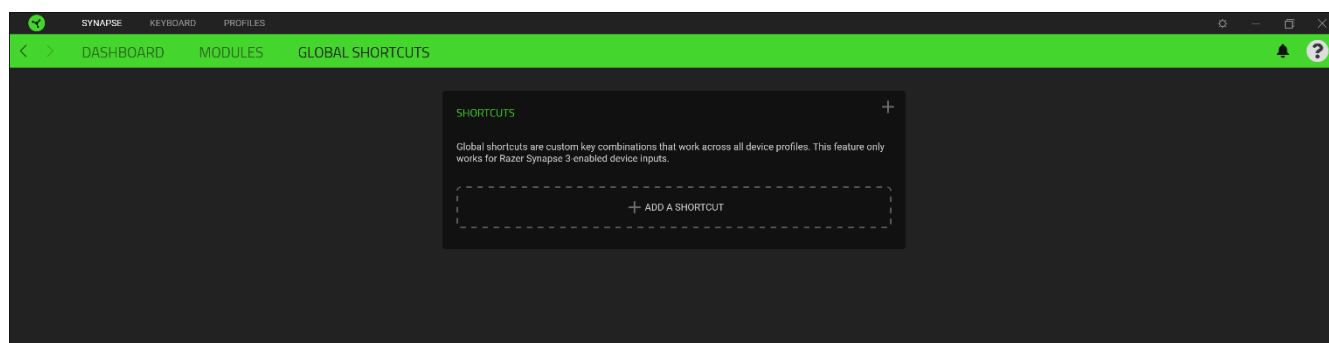 SYNAPSE KEYBOARD PROFILES
DASHBOARD MODULES GLOBAL SHORTCUTS
?
SHORTCUTS
Global shortcuts are custom key combinations that work across all device profiles. This feature only
works for Razer Synapse 3-enabled device inputs.
ADD A SHORTCUT